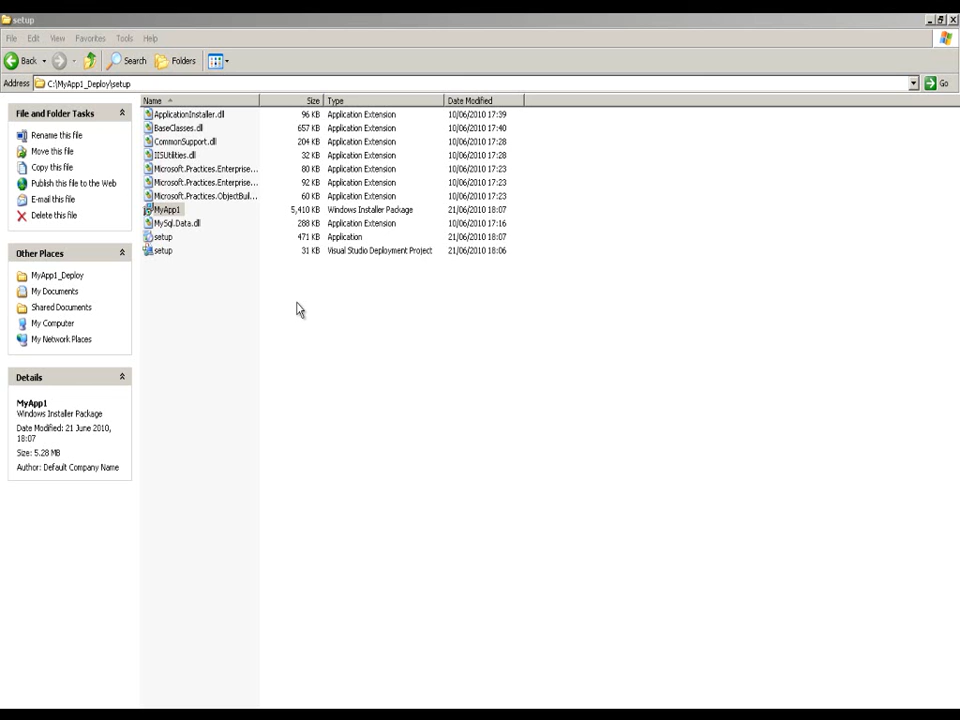 setup
File Edit View Favorites Tools Help
Back Search Folders
Address C:\MyApp1_Deploy\setup Go
File and Folder Tasks
Rename this file
Move this file
Copy this file
Publish this file to the Web
E-mail this file
Delete this file
Other Places
MyApp1_Deploy
My Documents
Shared Documents
My Computer
My Network Places
Details
MyApp1
Windows Installer Package
Date Modified: 21 June 2010,
18:07
Size: 5.28 MB
Author: Default Company Name
Name Size Type Date Modified
ApplicationInstaller.dll 96 KB Application Extension 10/06/2010 17:39
BaseClasses.dll 657 KB Application Extension 10/06/2010 17:40
CommonSupport.dll 204 KB Application Extension 10/06/2010 17:28
IISUtilities.dll 32 KB Application Extension 10/06/2010 17:28
Microsoft.Practices.Enterprise... 80 KB Application Extension 10/06/2010 17:23
Microsoft.Practices.Enterprise... 92 KB Application Extension 10/06/2010 17:23
Microsoft.Practices.ObjectBuil... 60 KB Application Extension 10/06/2010 17:23
MyApp1 5,410 KB Windows Installer Package 21/06/2010 18:07
MySql.Data.dll 288 KB Application Extension 10/06/2010 17:16
setup 471 KB Application 21/06/2010 18:07
setup 31 KB Visual Studio Deployment Project 21/06/2010 18:06